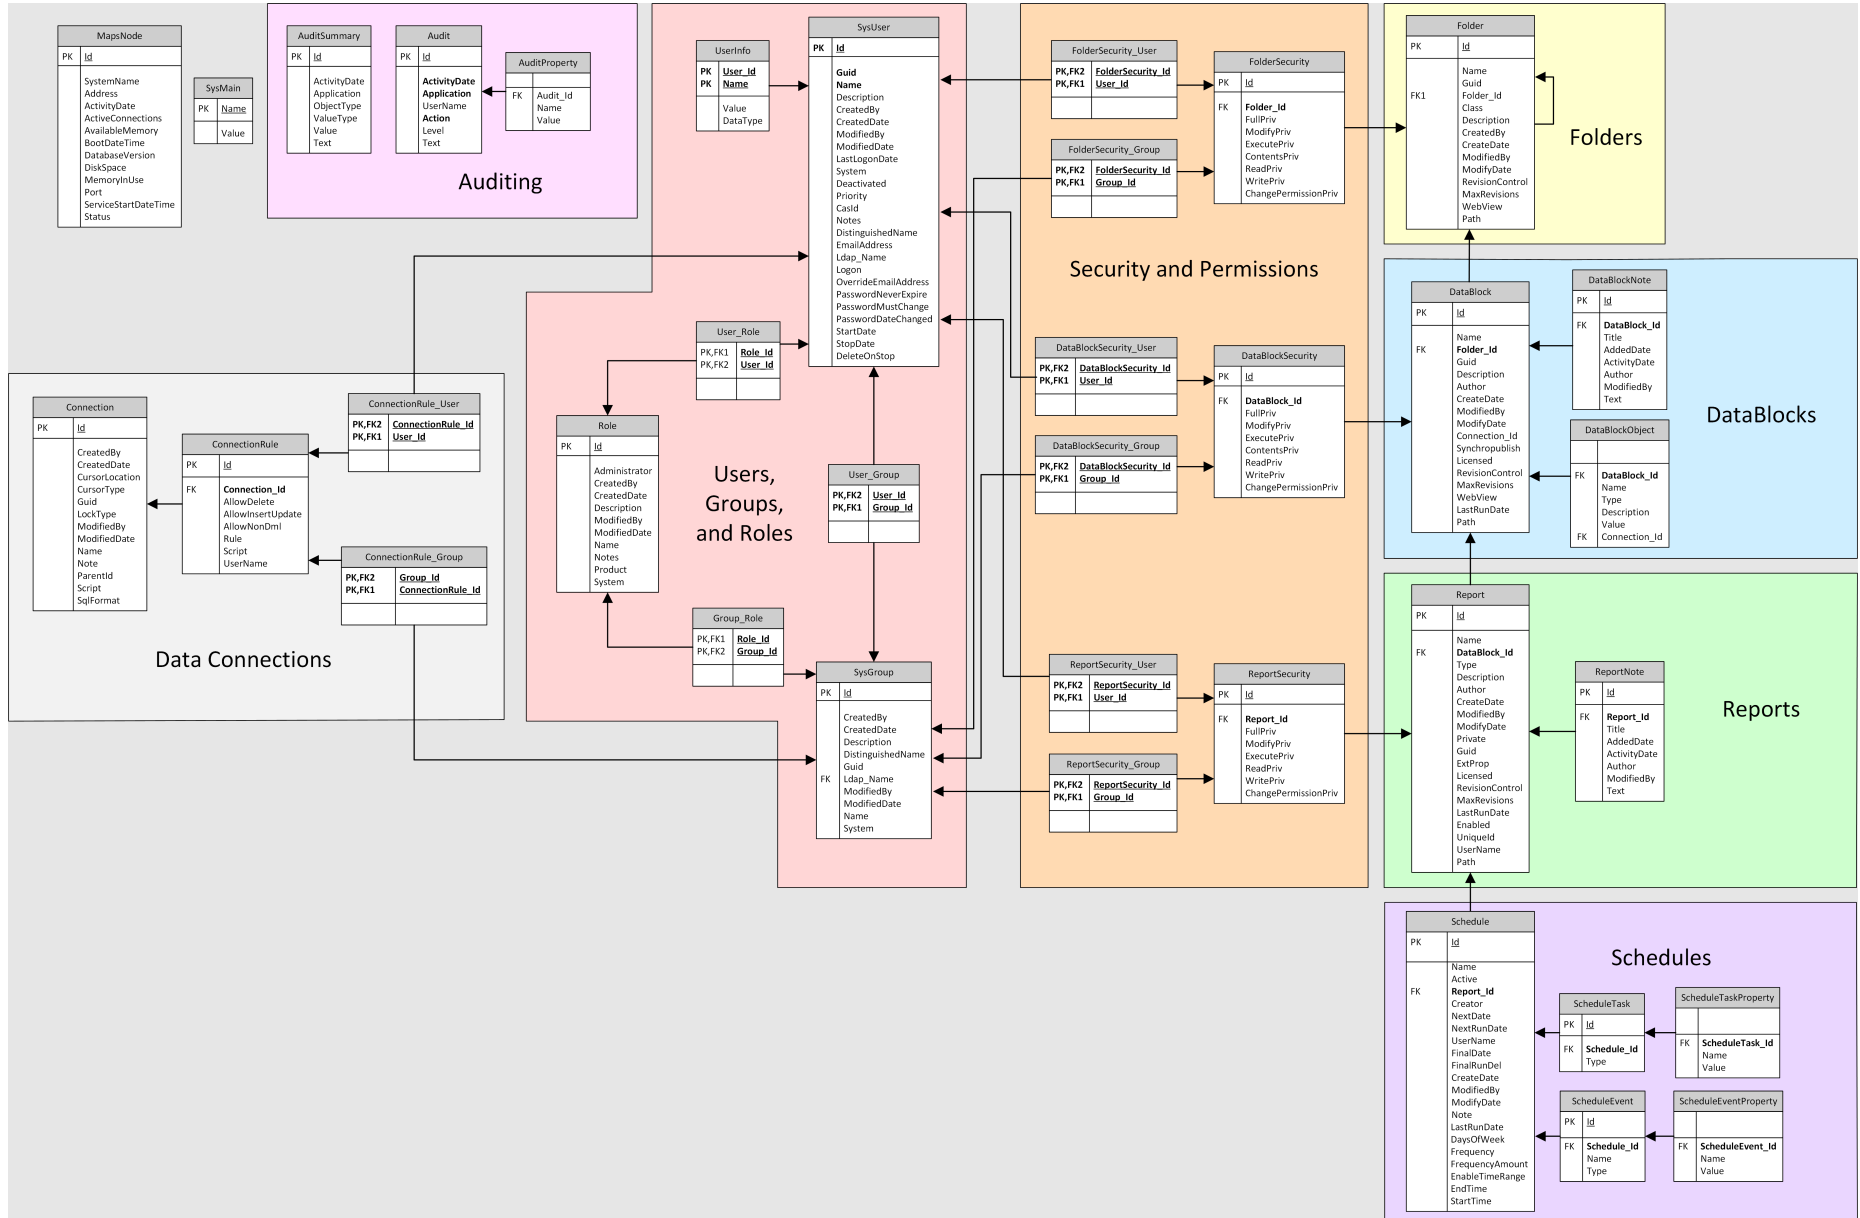 MapsNode
PK Id
SystemName
Address
ActivityDate
ActiveConnections
AvailableMemory
BootDateTime
DatabaseVersion
DiskSpace
MemoryInUse
Port
ServiceStartDateTime
Status
SysMain
PK Name
Value
AuditSummary
PK Id
ActivityDate
Application
ObjectType
ValueType
Value
Text
Audit
PK Id
ActivityDate
Application
UserName
Action
Level
Text
AuditProperty
FK Audit_Id
Name
Value
Auditing
UserInfo
PK User_Id
PK Name
Value
DataType
SysUser
PK Id
Guid
Name
Description
CreatedBy
CreatedDate
ModifiedBy
ModifiedDate
LastLogonDate
System
Deactivated
Priority
CasId
Notes
DistinguishedName
EmailAddress
Ldap_Name
Logon
OverrideEmailAddress
PasswordNeverExpire
PasswordMustChange
PasswordDateChanged
StartDate
StopDate
DeleteOnStop
User_Role
PK,FK1 Role_Id
PK,FK2 User_Id
Role
PK Id
Administrator
CreatedBy
CreatedDate
Description
ModifiedBy
ModifiedDate
Name
Notes
Product
System
Users,
Groups,
and Roles
User_Group
PK,FK2 User_Id
PK,FK1 Group_Id
Group_Role
PK,FK1 Role_Id
PK,FK2 Group_Id
SysGroup
PK Id
CreatedBy
CreatedDate
Description
DistinguishedName
Guid
FK Ldap_Name
ModifiedBy
ModifiedDate
Name
System
Connection
PK Id
CreatedBy
CreatedDate
CursorLocation
CursorType
Guid
LockType
ModifiedBy
ModifiedDate
Name
Note
ParentId
Script
SqlFormat
ConnectionRule
PK Id
FK Connection_Id
AllowDelete
AllowInsertUpdate
AllowNonDml
Rule
Script
UserName
ConnectionRule_User
PK,FK2 ConnectionRule_Id
PK,FK1 User_Id
ConnectionRule_Group
PK,FK2 Group_Id
PK,FK1 ConnectionRule_Id
Data Connections
FolderSecurity_User
PK,FK2 FolderSecurity_Id
PK,FK1 User_Id
FolderSecurity_Group
PK,FK2 FolderSecurity_Id
PK,FK1 Group_Id
FolderSecurity
PK Id
FK Folder_Id
FullPriv
ModifyPriv
ExecutePriv
ContentsPriv
ReadPriv
WritePriv
ChangePermissionPriv
Security and Permissions
DataBlockSecurity_User
PK,FK2 DataBlockSecurity_Id
PK,FK1 User_Id
DataBlockSecurity_Group
PK,FK2 DataBlockSecurity_Id
PK,FK1 Group_Id
DataBlockSecurity
PK Id
FK DataBlock_Id
FullPriv
ModifyPriv
ExecutePriv
ContentsPriv
ReadPriv
WritePriv
ChangePermissionPriv
ReportSecurity_User
PK,FK2 ReportSecurity_Id
PK,FK1 User_Id
ReportSecurity_Group
PK,FK2 ReportSecurity_Id
PK,FK1 Group_Id
ReportSecurity
PK Id
FK Report_Id
FullPriv
ModifyPriv
ExecutePriv
ReadPriv
WritePriv
ChangePermissionPriv
Folder
PK Id
Name
Guid
FK1 Folder_Id
Class
Description
CreatedBy
CreateDate
ModifiedBy
ModifyDate
RevisionControl
MaxRevisions
WebView
Path
Folders
DataBlock
PK Id
Name
FK Folder_Id
Guid
Description
Author
CreateDate
ModifiedBy
ModifyDate
Connection_Id
Synchropublish
Licensed
RevisionControl
MaxRevisions
WebView
LastRunDate
Path
DataBlockNote
PK Id
FK DataBlock_Id
Title
AddedDate
ActivityDate
Author
ModifiedBy
Text
DataBlockObject
FK DataBlock_Id
Name
Type
Description
Value
FK Connection_Id
DataBlocks
Report
PK Id
Name
FK DataBlock_Id
Type
Description
Author
CreateDate
ModifiedBy
ModifyDate
Private
Guid
ExtProp
Licensed
RevisionControl
MaxRevisions
LastRunDate
Enabled
UniqueId
UserName
Path
ReportNote
PK Id
FK Report_Id
Title
AddedDate
ActivityDate
Author
ModifiedBy
Text
Reports
Schedule
PK Id
Name
Active
FK Report_Id
Creator
NextDate
NextRunDate
UserName
FinalDate
FinalRunDel
CreateDate
ModifiedBy
ModifyDate
Note
LastRunDate
DaysOfWeek
Frequency
FrequencyAmount
EnableTimeRange
EndTime
StartTime
Schedules
ScheduleTask
PK Id
FK Schedule_Id
Type
ScheduleTaskProperty
FK ScheduleTask_Id
Name
Value
ScheduleEvent
PK Id
FK Schedule_Id
Name
Type
ScheduleEventProperty
FK ScheduleEvent_Id
Name
Value